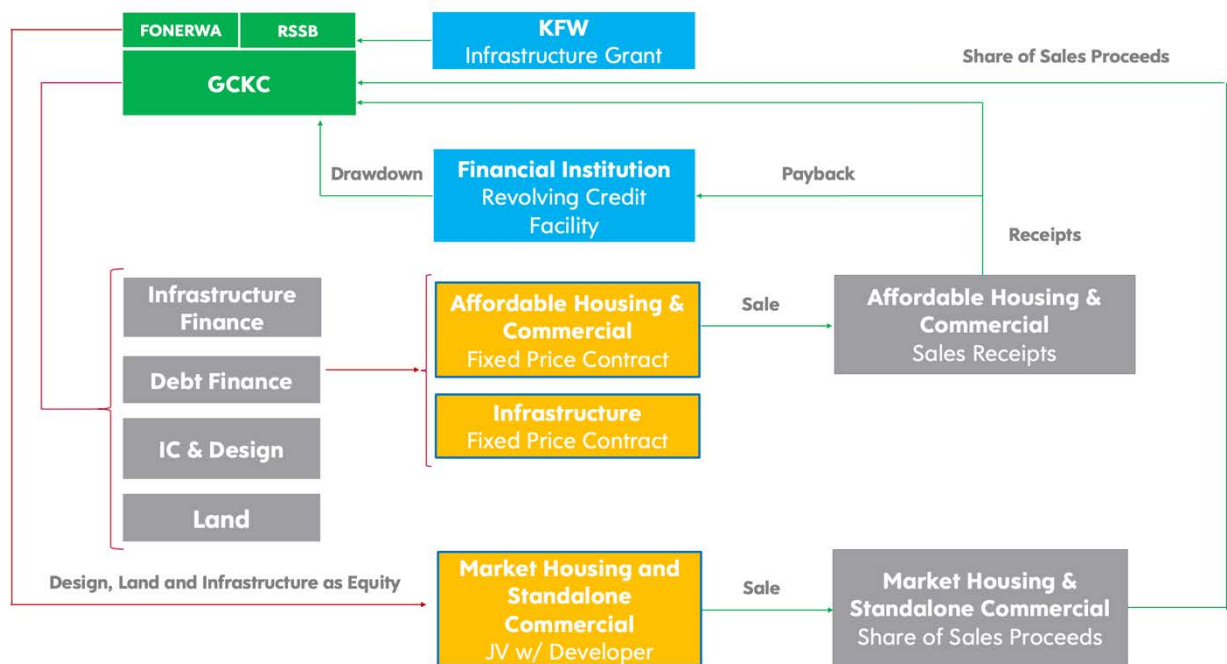 FONERWA
RSSB
GCKC
KFW
Infrastructure Grant
Share of Sales Proceeds
Drawdown
Financial Institution
Revolving Credit
Facility
Payback
Receipts
Infrastructure
Finance
Debt Finance
IC & Design
Land
Affordable Housing &
Commercial
Fixed Price Contract
Infrastructure
Fixed Price Contract
Sale
Affordable Housing &
Commercial
Sales Receipts
Design, Land and Infrastructure as Equity
Market Housing and
Standalone
Commercial
JV w/ Developer
Sale
Market Housing &
Standalone Commercial
Share of Sales Proceeds